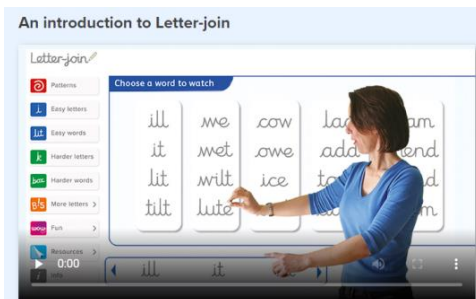 An introduction to Letter-join
Letter-join
Patterns
Easy letters
Easy words
Harder letters
Harder words
More letters >
Fun >
Resources >
Choose a word to watch
ill we cow
it wet owe add
lit wilt ice
tilt lute
ill it
0:00